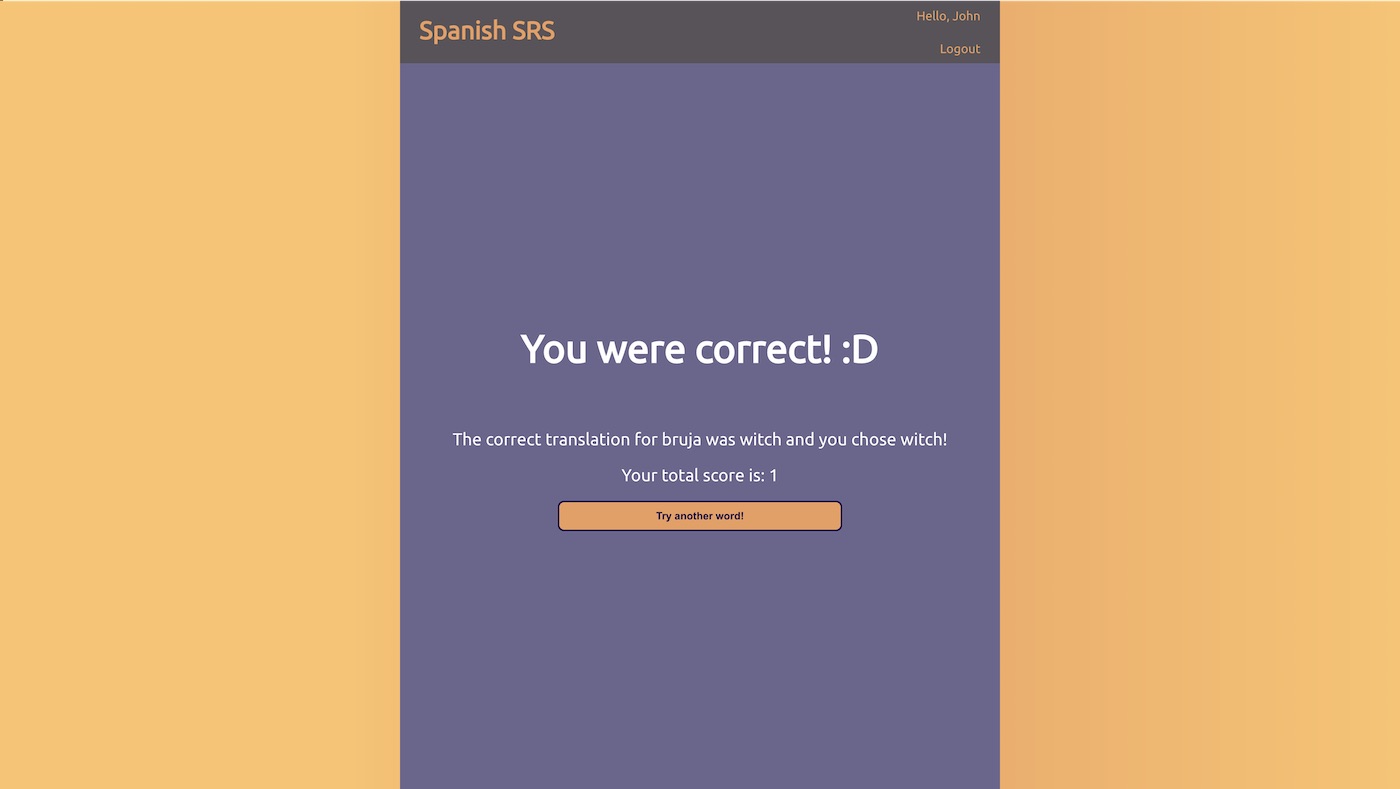 Spanish SRS
Hello, John
Logout
You were correct! :D
The correct translation for bruja was witch and you chose witch!
Your total score is: 1
Try another word!